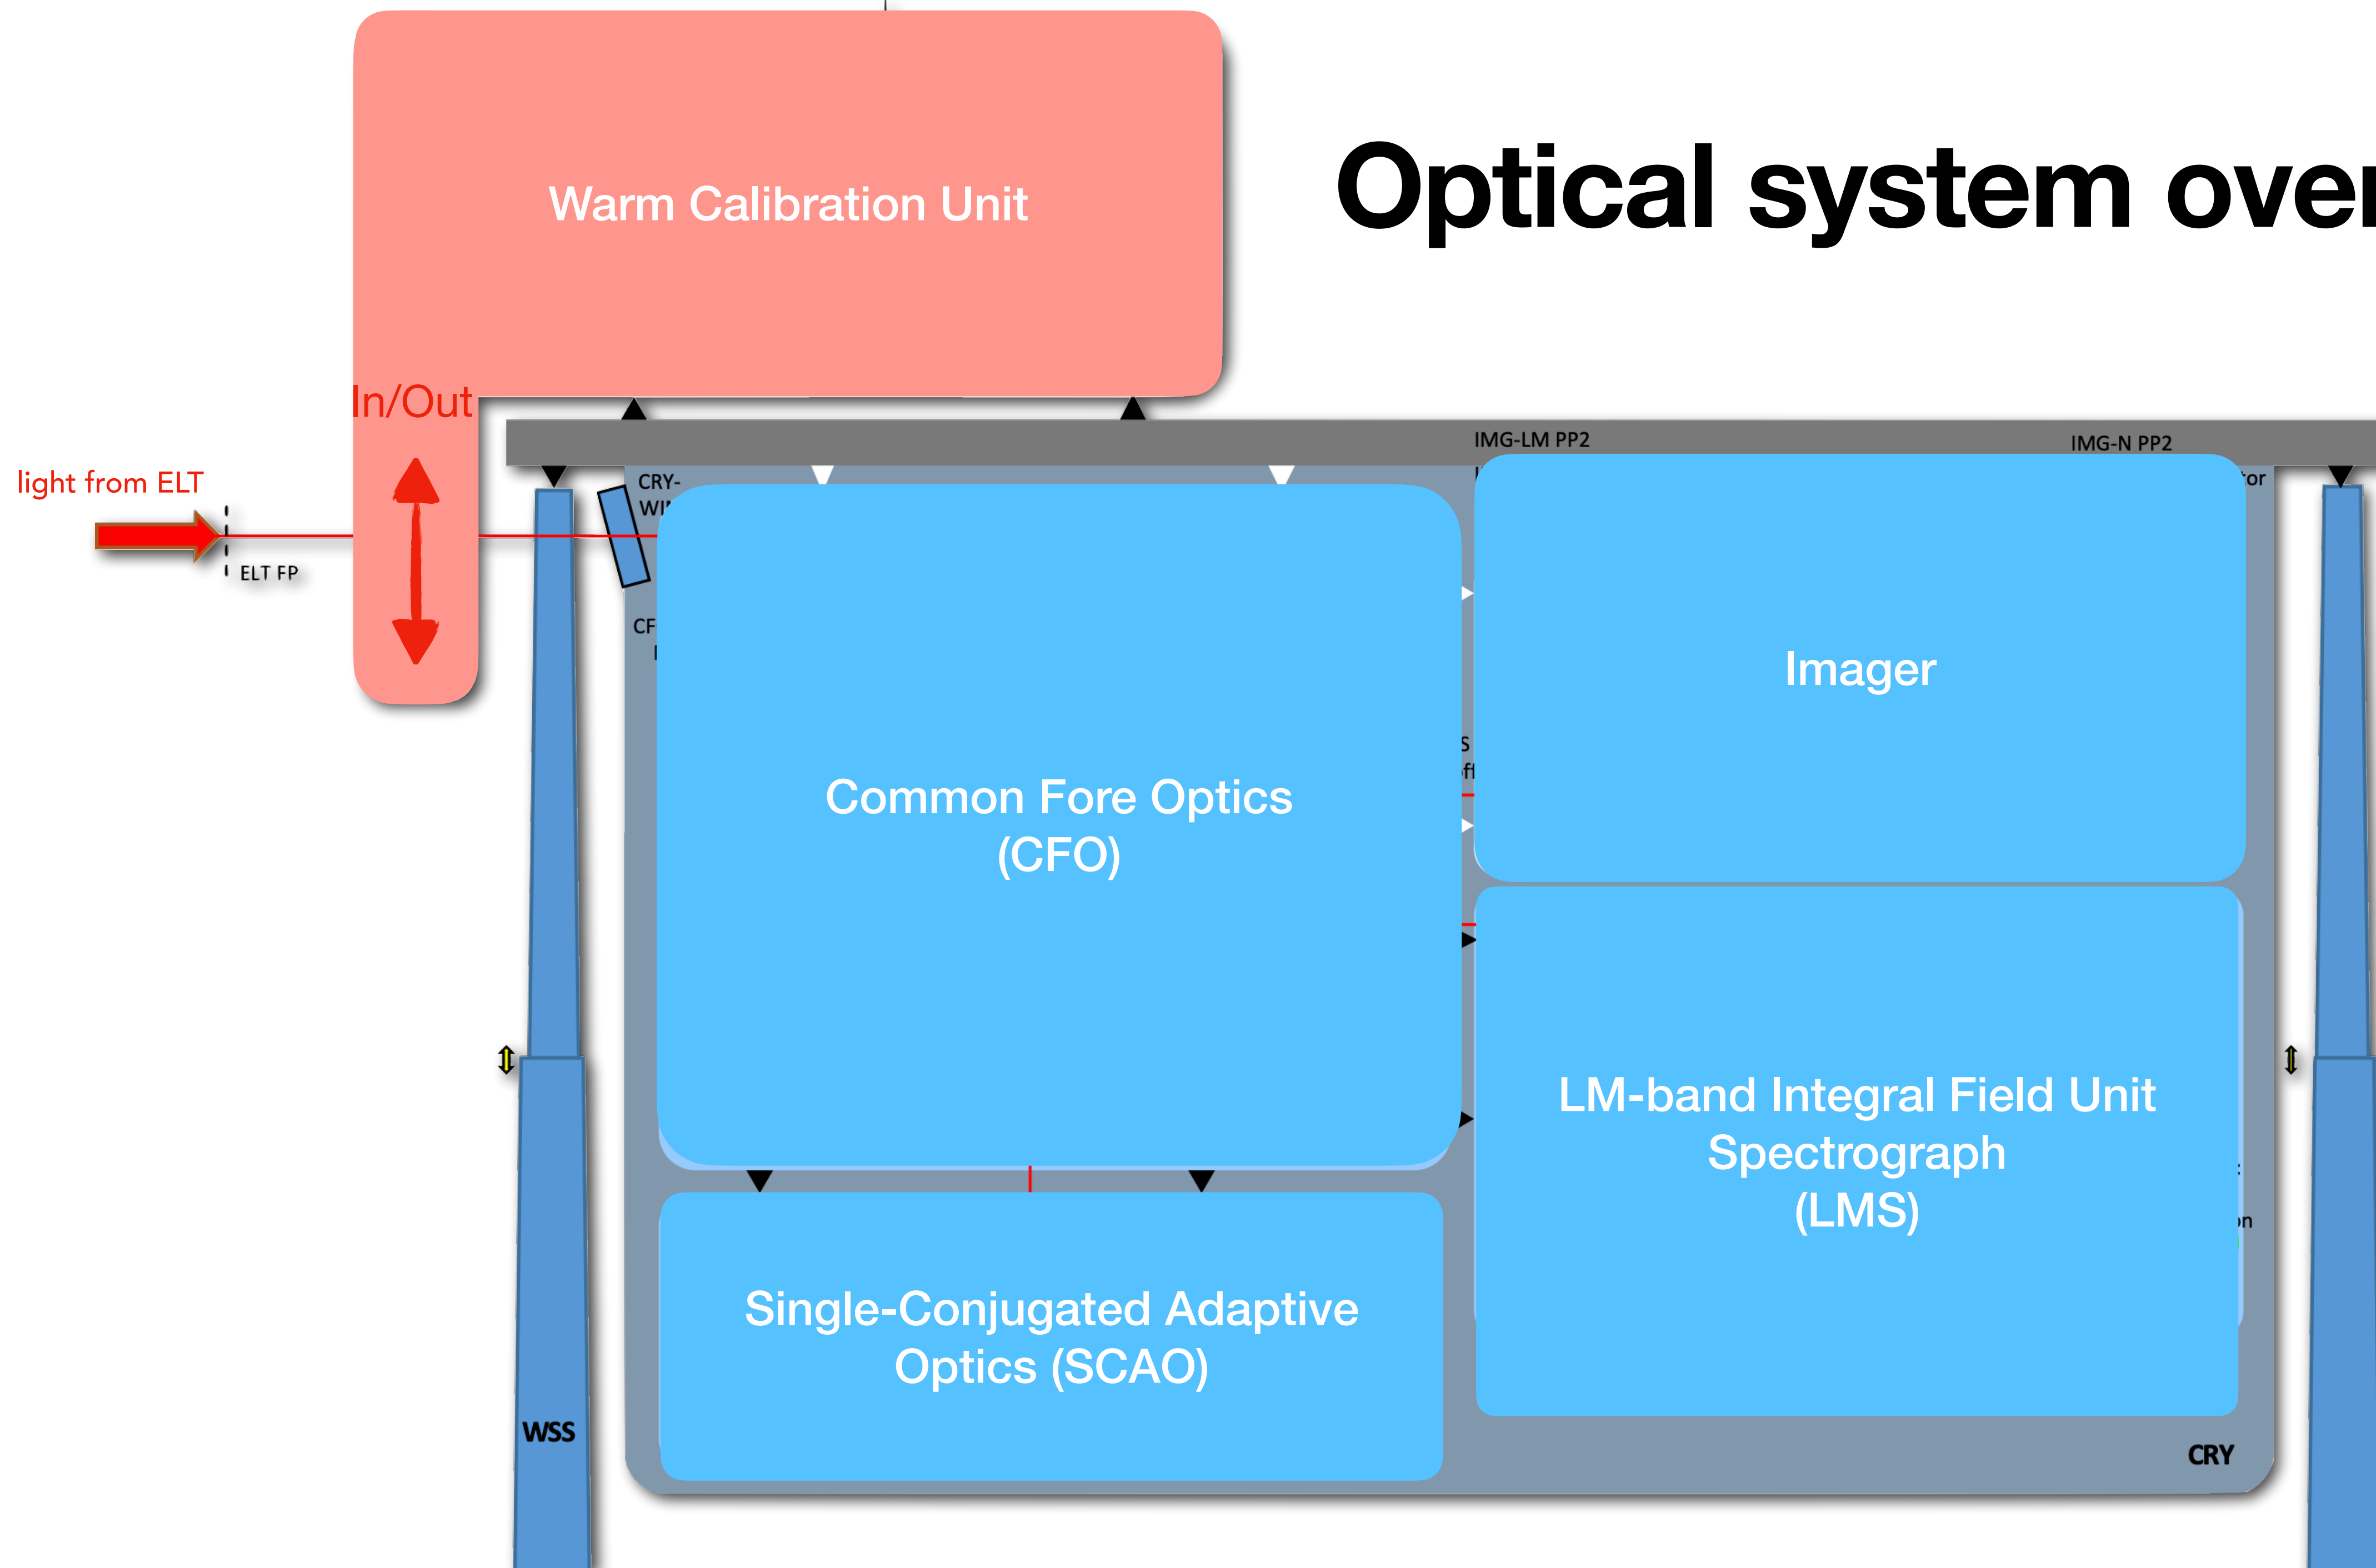 Optical system over
Warm Calibration Unit
In/Out
light from ELT
ELT FP
IMG-LM PP2
IMG-N PP2
CRY-
Common Fore Optics
(CFO)
Imager
LM-band Integral Field Unit
Spectrograph
(LMS)
Single-Conjugated Adaptive
Optics (SCAO)
WSS
CRY